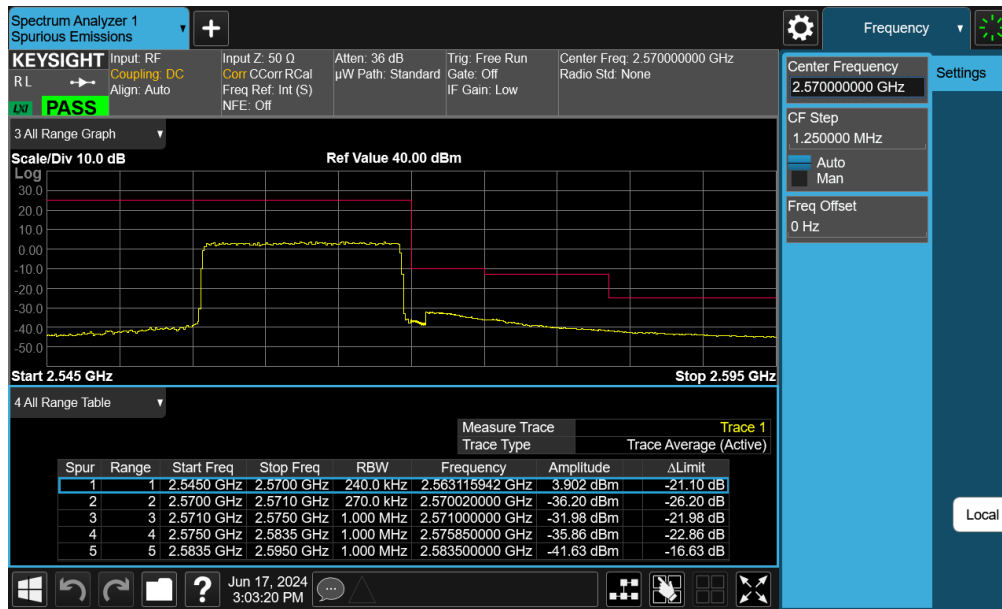 Spectrum Analyzer 1
Spurious Emissions
Frequency
KEYSIGHT
R L
LXI
PASS
Input: RF
Coupling: DC
Align: Auto
Input Z: 50 Ω
Corr CCorr RCal
Freq Ref: Int (S)
NFE: Off
Atten: 36 dB
µW Path: Standard
Trig: Free Run
Gate: Off
IF Gain: Low
Center Freq: 2.570000000 GHz
Radio Std: None
Center Frequency
2.570000000 GHz
Settings
CF Step
1.250000 MHz
Auto
Man
Freq Offset
0 Hz
Local
3 All Range Graph
Scale/Div 10.0 dB
Ref Value 40.00 dBm
Log
30.0
20.0
10.0
0.00
-10.0
-20.0
-30.0
-40.0
-50.0
Start 2.545 GHz
Stop 2.595 GHz
4 All Range Table
Measure Trace Trace 1
Trace Type Trace Average (Active)
Spur Range Start Freq Stop Freq RBW Frequency Amplitude ΔLimit
1 1 2.5450 GHz 2.5700 GHz 240.0 kHz 2.563115942 GHz 3.902 dBm -21.10 dB
2 2 2.5700 GHz 2.5710 GHz 270.0 kHz 2.570020000 GHz -36.20 dBm -26.20 dB
3 3 2.5710 GHz 2.5750 GHz 1.000 MHz 2.571000000 GHz -31.98 dBm -21.98 dB
4 4 2.5750 GHz 2.5835 GHz 1.000 MHz 2.575850000 GHz -35.86 dBm -22.86 dB
5 5 2.5835 GHz 2.5950 GHz 1.000 MHz 2.583500000 GHz -41.63 dBm -16.63 dB
Jun 17, 2024
3:03:20 PM